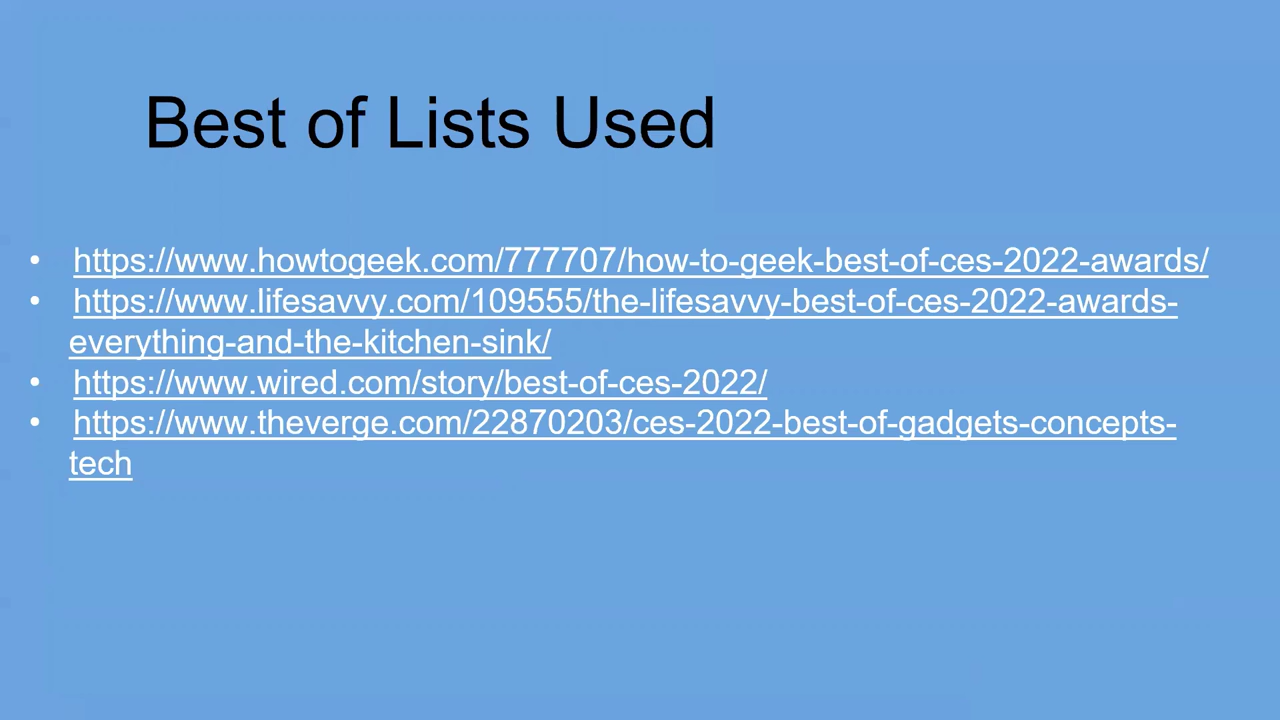 Best of Lists Used
• https://www.howtogeek.com/777707/how-to-geek-best-of-ces-2022-awards/
• https://www.lifesavvy.com/109555/the-lifesavvy-best-of-ces-2022-awards-
everything-and-the-kitchen-sink/
• https://www.wired.com/story/best-of-ces-2022/
• https://www.theverge.com/22870203/ces-2022-best-of-gadgets-concepts-
tech